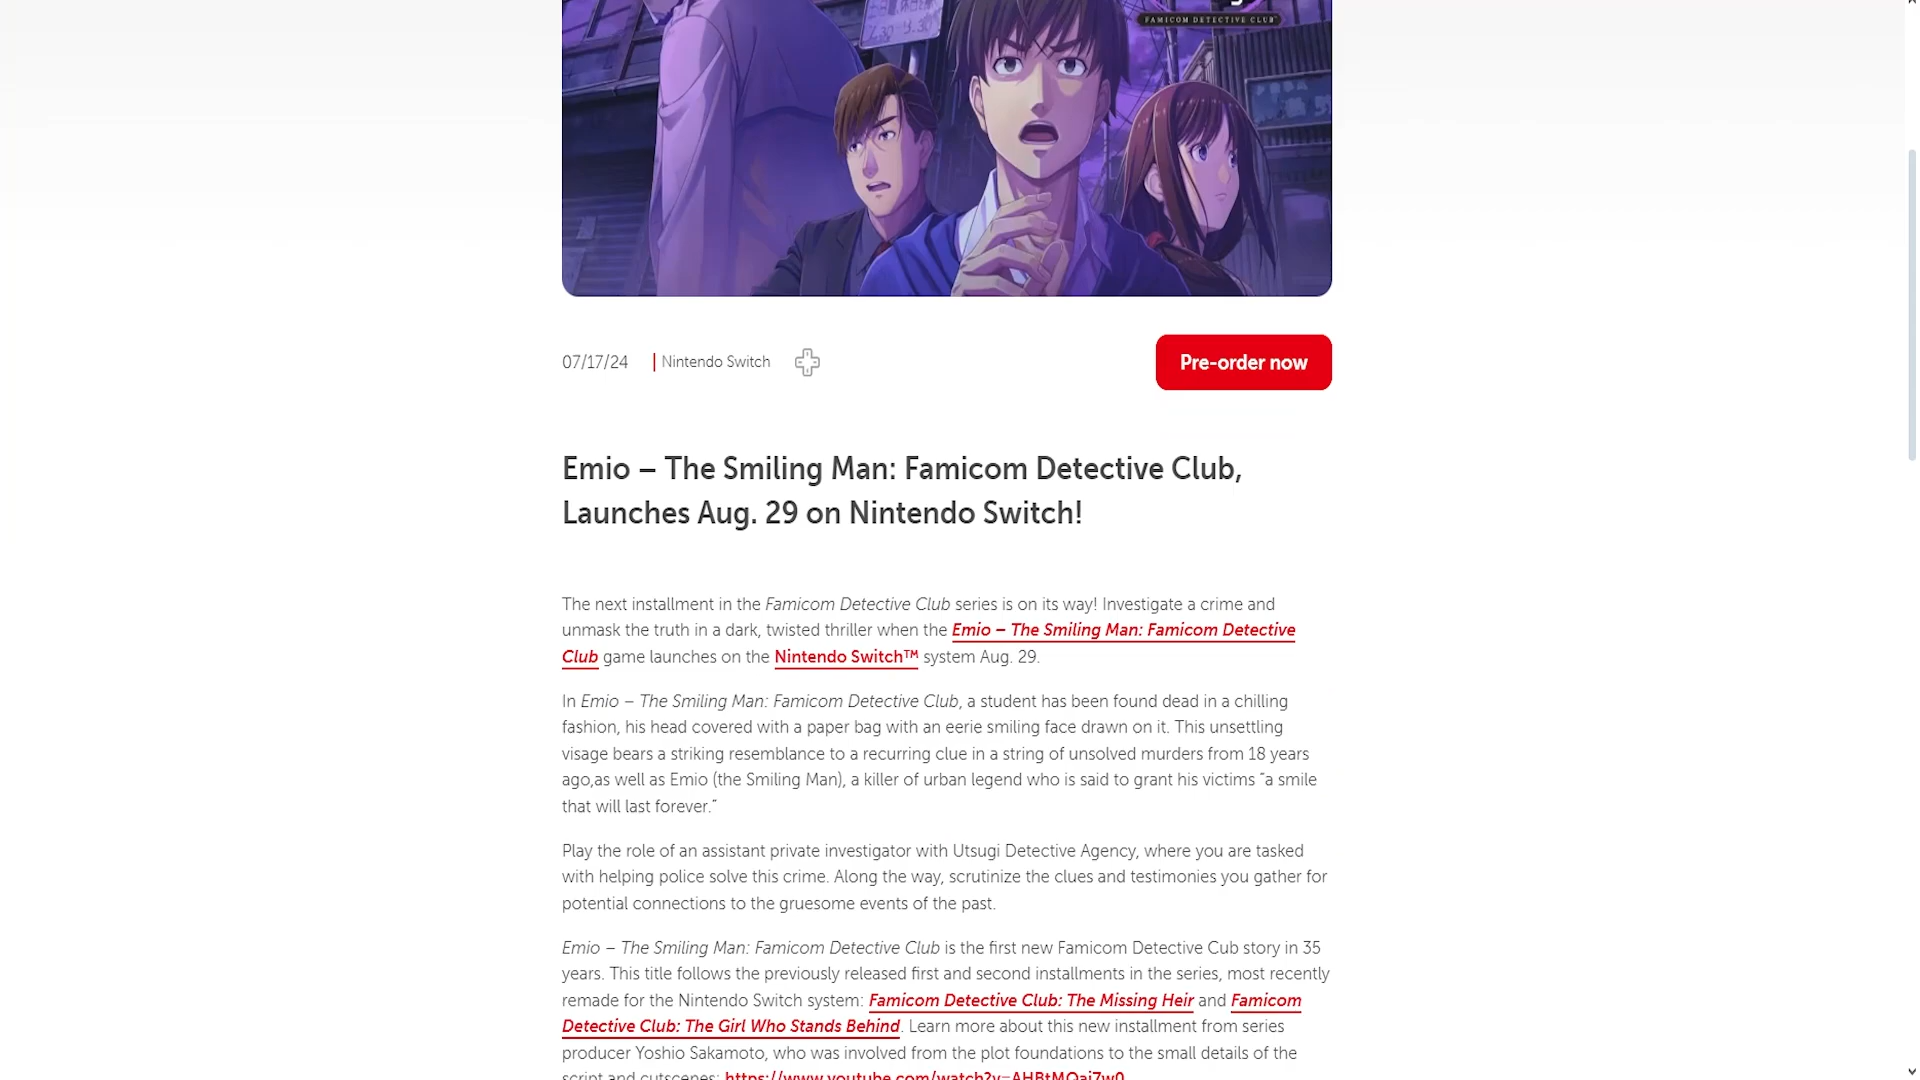 FAMICOM DETECTIVE CLUB
07/17/24
Nintendo Switch
Pre-order now
Emio – The Smiling Man: Famicom Detective Club,
Launches Aug. 29 on Nintendo Switch!
The next installment in the Famicom Detective Club series is on its way! Investigate a crime and
unmask the truth in a dark, twisted thriller when the Emio – The Smiling Man: Famicom Detective
Club game launches on the Nintendo Switch™ system Aug. 29.
In Emio – The Smiling Man: Famicom Detective Club, a student has been found dead in a chilling
fashion, his head covered with a paper bag with an eerie smiling face drawn on it. This unsettling
visage bears a striking resemblance to a recurring clue in a string of unsolved murders from 18 years
ago,as well as Emio (the Smiling Man), a killer of urban legend who is said to grant his victims “a smile
that will last forever.”
Play the role of an assistant private investigator with Utsugi Detective Agency, where you are tasked
with helping police solve this crime. Along the way, scrutinize the clues and testimonies you gather for
potential connections to the gruesome events of the past.
Emio – The Smiling Man: Famicom Detective Club is the first new Famicom Detective Cub story in 35
years. This title follows the previously released first and second installments in the series, most recently
remade for the Nintendo Switch system: Famicom Detective Club: The Missing Heir and Famicom
Detective Club: The Girl Who Stands Behind. Learn more about this new installment from series
producer Yoshio Sakamoto, who was involved from the plot foundations to the small details of the
script and cutscenes: https://www.youtube.com/watch?v=AHBtMQai7w0